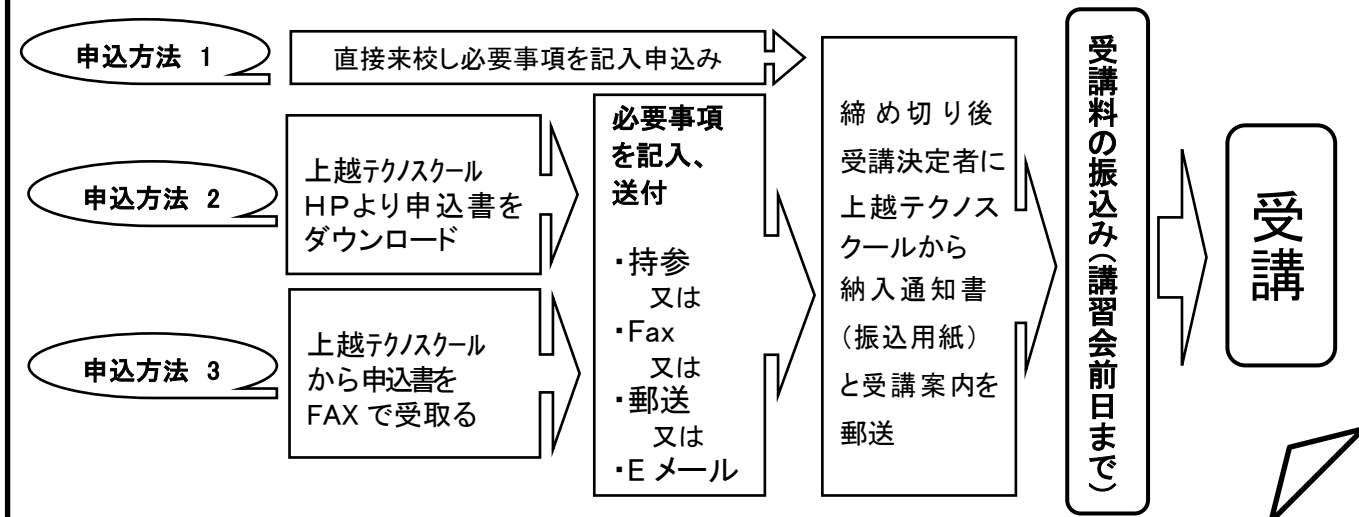 申込方法 1
直接来校し必要事項を記入申込み
申込方法 2
上越テクノスクール
HPより申込書を
ダウンロード
申込方法 3
上越テクノスクール
から申込書を
FAXで受取る
必要事項
を記入、
送付
・持参
又は
・Fax
又は
・郵送
又は
・Eメール
締め切り後
受講決定者に
上越テクノス
クールから
納入通知書
(振込用紙)
と受講案内を
郵送
受講料の振込み(講習会前日まで)
受講